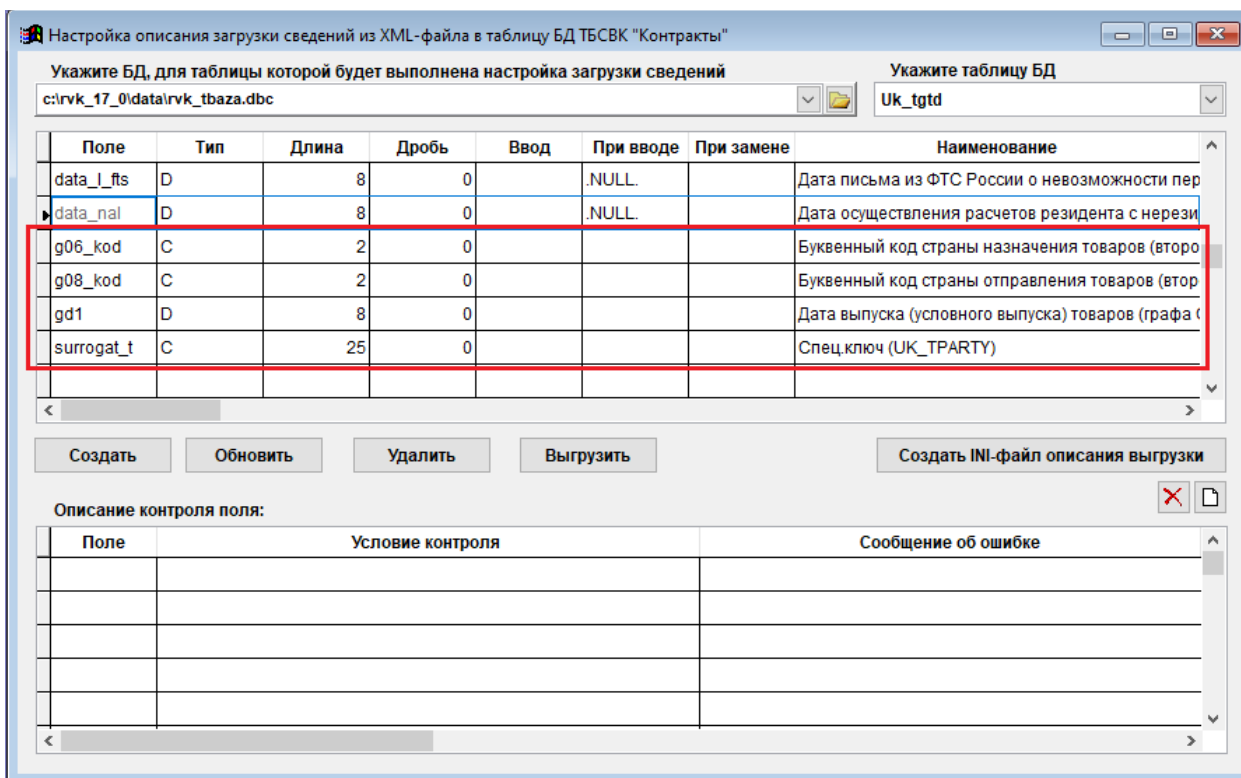 Настройка описания загрузки сведений из XML-файла в таблицу БД ТБСВК "Контракты"
Укажите БД, для таблицы которой будет выполнена настройка загрузки сведений Укажите таблицу БД
c:\rvk_17_0\data\rvk_tbaza.dbc Uk_tgtd
Поле Тип Длина Дробь Ввод При вводе При замене Наименование
data_l_fts D 8 0 .NULL. Дата письма из ФТС России о невозможности пер
data_nal D 8 0 .NULL. Дата осуществления расчетов резидента с нерези
g06_kod C 2 0 Буквенный код страны назначения товаров (второ
g08_kod C 2 0 Буквенный код страны отправления товаров (втор
gd1 D 8 0 Дата выпуска (условного выпуска) товаров (графа
surrogat_t C 25 0 Спец.ключ (UK_TPARTY)
Создать Обновить Удалить Выгрузить Создать INI-файл описания выгрузки
Описание контроля поля:
Поле Условие контроля Сообщение об ошибке